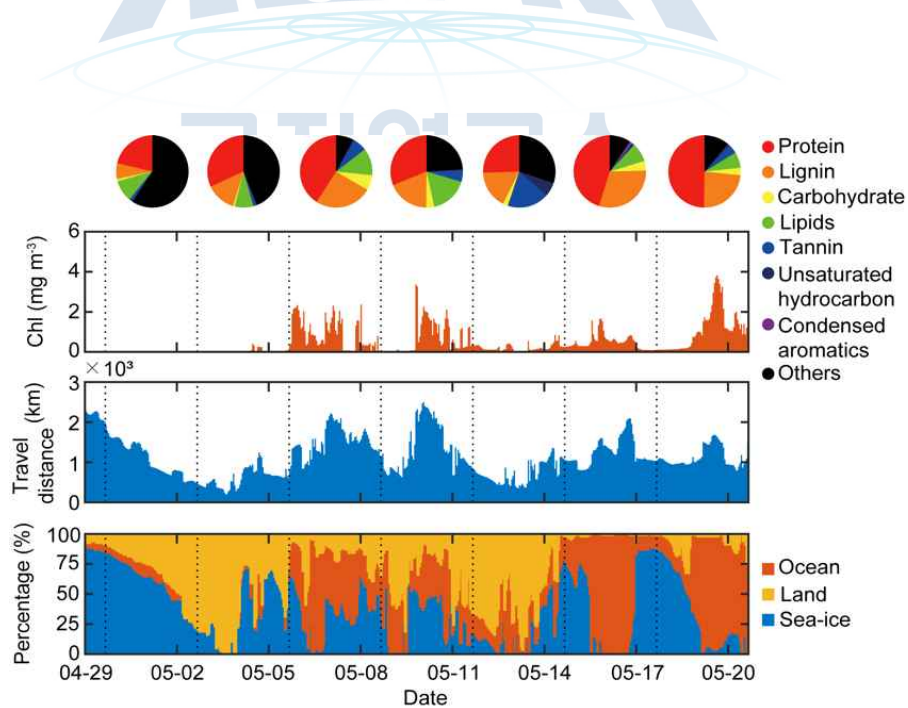 Protein
Lignin
Carbohydrate
Lipids
Tannin
Unsaturated
hydrocarbon
Condensed
aromatics
Others
Chl (mg m⁻³)
6
4
2
0
× 10³
Travel
distance (km)
3
2
1
0
Percentage (%)
100
75
50
25
0
Ocean
Land
Sea-ice
04-29 05-02 05-05 05-08 05-11 05-14 05-17 05-20
Date